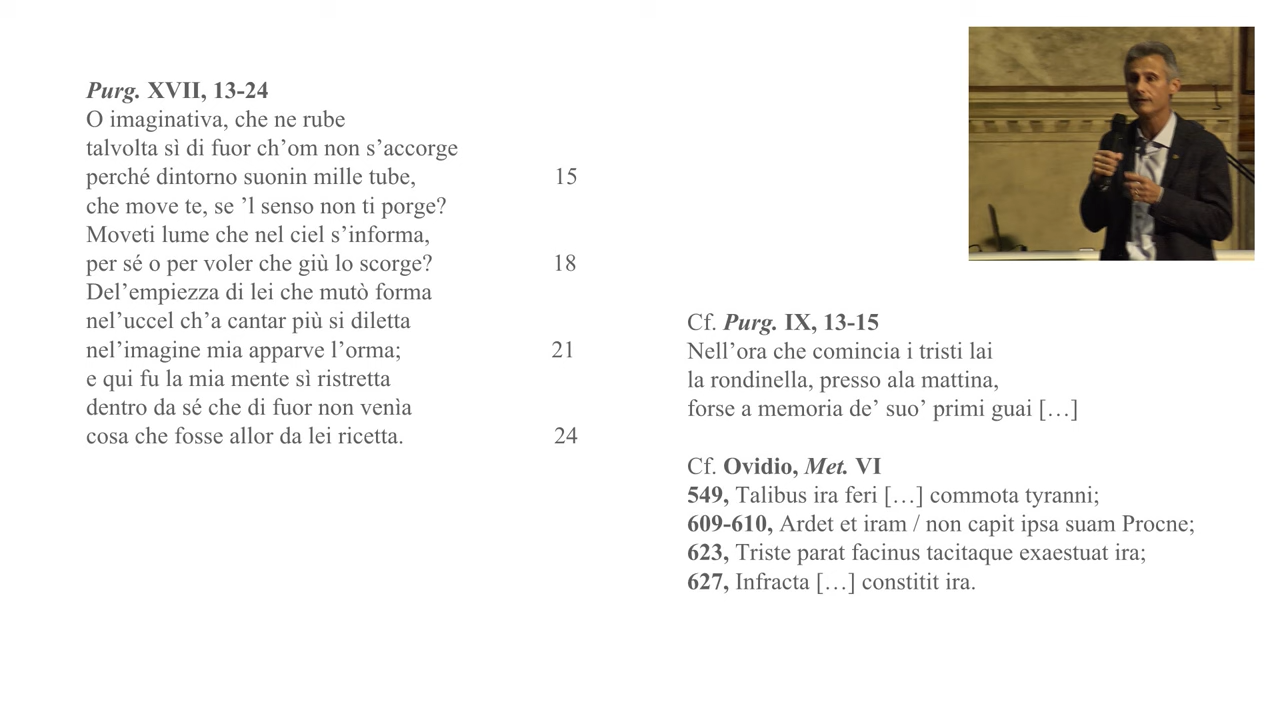 Purg. XVII, 13-24
O imaginativa, che ne rube
talvolta sì di fuor ch’om non s’accorge
perché dintorno suonin mille tube, 15
che move te, se ’l senso non ti porge?
Moveti lume che nel ciel s’informa,
per sé o per voler che giù lo scorge? 18
Del’empiezza di lei che mutò forma
nel’uccel ch’a cantar più si diletta
nel’imagine mia apparve l’orma; 21
e qui fu la mia mente sì ristretta
dentro da sé che di fuor non venìa
cosa che fosse allor da lei ricetta. 24
Cf. Purg. IX, 13-15
Nell’ora che comincia i tristi lai
la rondinella, presso ala mattina,
forse a memoria de’ suo’ primi guai […]
Cf. Ovidio, Met. VI
549, Talibus ira feri […] commota tyranni;
609-610, Ardet et iram / non capit ipsa suam Procne;
623, Triste parat facinus tacitaque exaestuat ira;
627, Infracta […] constitit ira.